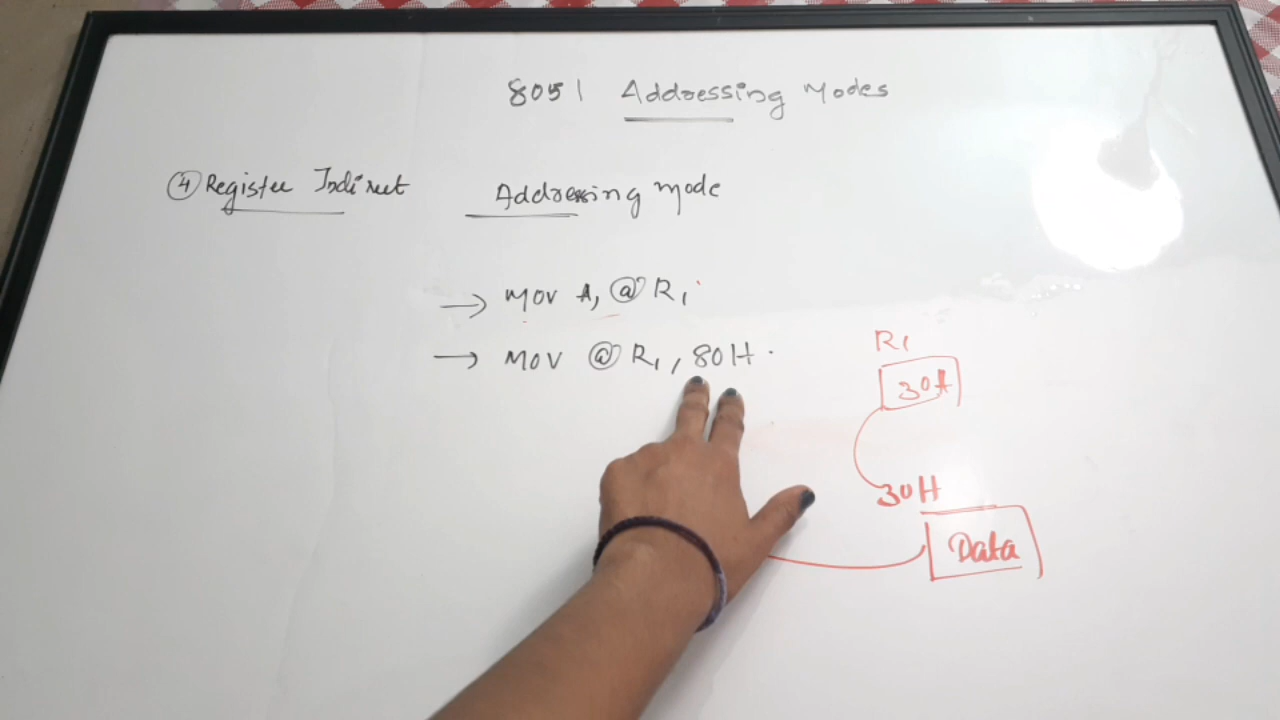 8051 Addressing Modes
④ Register Indirect Addressing mode
→ MOV A, @R1
→ MOV @R1, 80H.
R1
30H
30H
Data